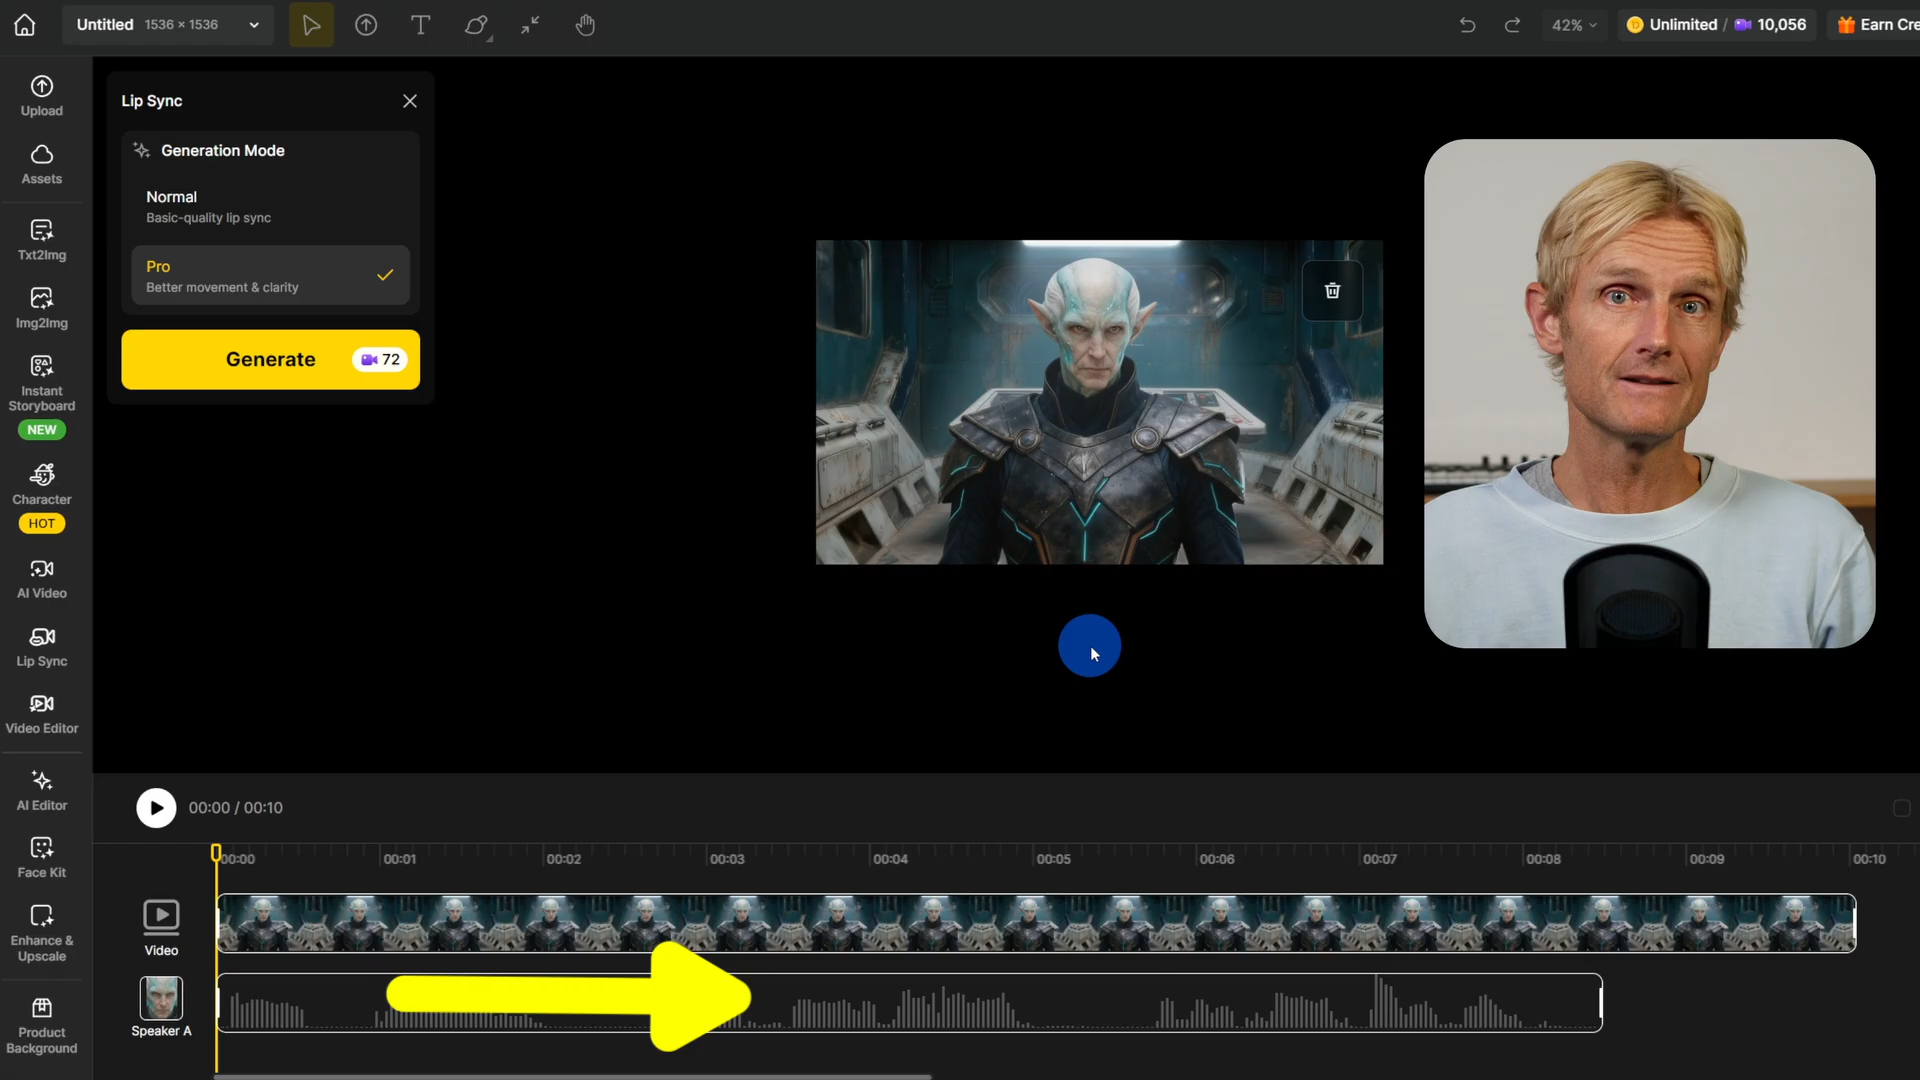 Untitled 1536 × 1536
42%
Unlimited / 10,056
Earn Cre
Upload
Assets
Txt2Img
Img2Img
Instant
Storyboard
NEW
Character
HOT
AI Video
Lip Sync
Video Editor
AI Editor
Face Kit
Enhance &
Upscale
Product
Background
Lip Sync
Generation Mode
Normal
Basic-quality lip sync
Pro
Better movement & clarity
Generate 72
00:00 / 00:10
00:00 00:01 00:02 00:03 00:04 00:05 00:06 00:07 00:08 00:09 00:10
Video
Speaker A